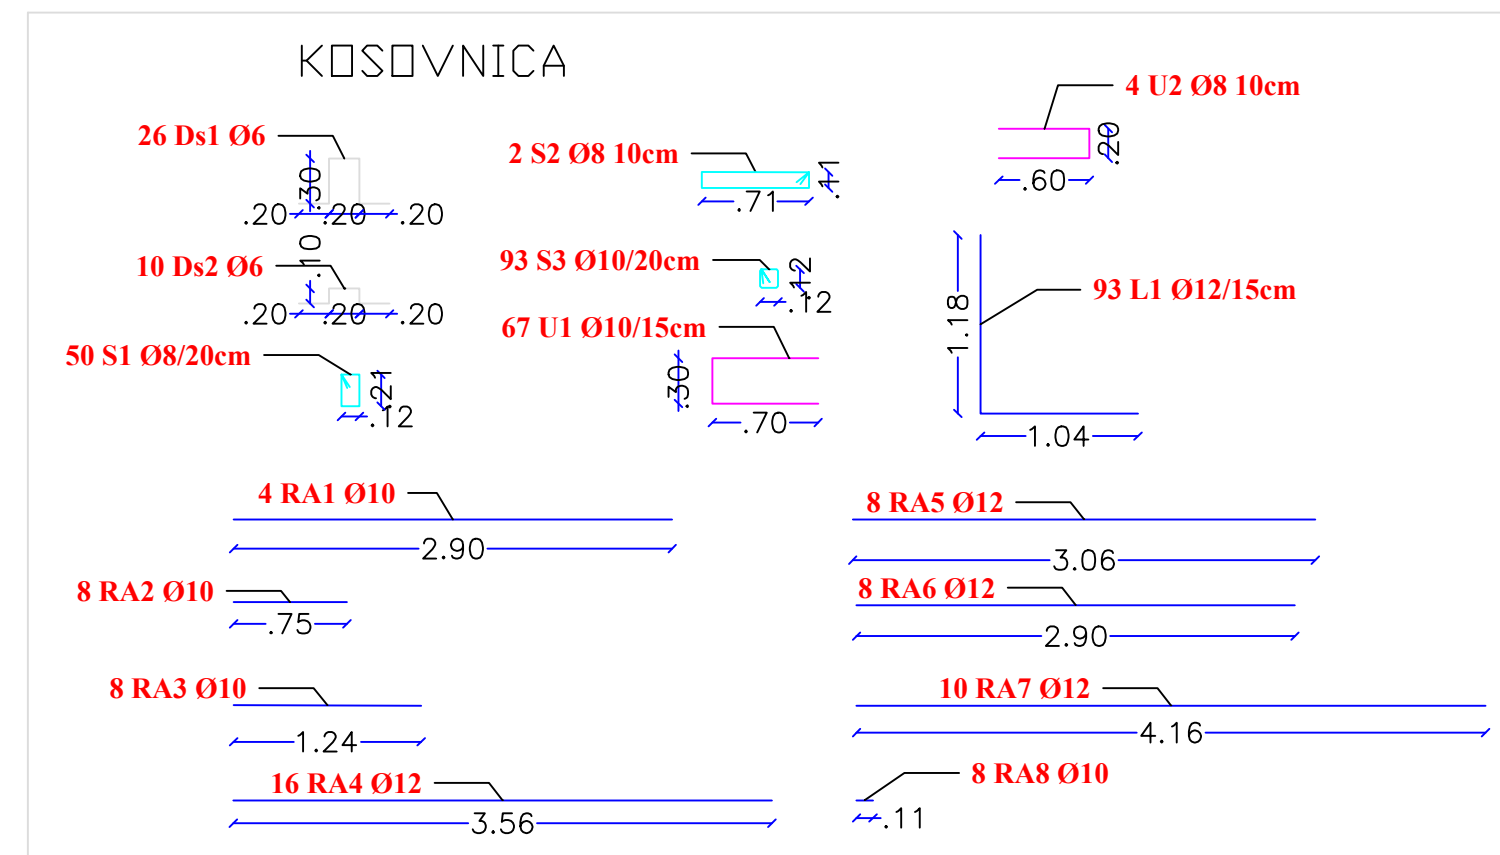 KOSOVNICA
26 Ds1 Ø6
.30
.20 .20 .20
10 Ds2 Ø6
.10
.20 .20 .20
50 S1 Ø8/20cm
.21
.12
2 S2 Ø8 10cm
.11
.71
93 S3 Ø10/20cm
.12
.12
67 U1 Ø10/15cm
.30
.70
4 U2 Ø8 10cm
.20
.60
93 L1 Ø12/15cm
1.18
1.04
4 RA1 Ø10
2.90
8 RA2 Ø10
.75
8 RA3 Ø10
1.24
16 RA4 Ø12
3.56
8 RA5 Ø12
3.06
8 RA6 Ø12
2.90
10 RA7 Ø12
4.16
8 RA8 Ø10
.11